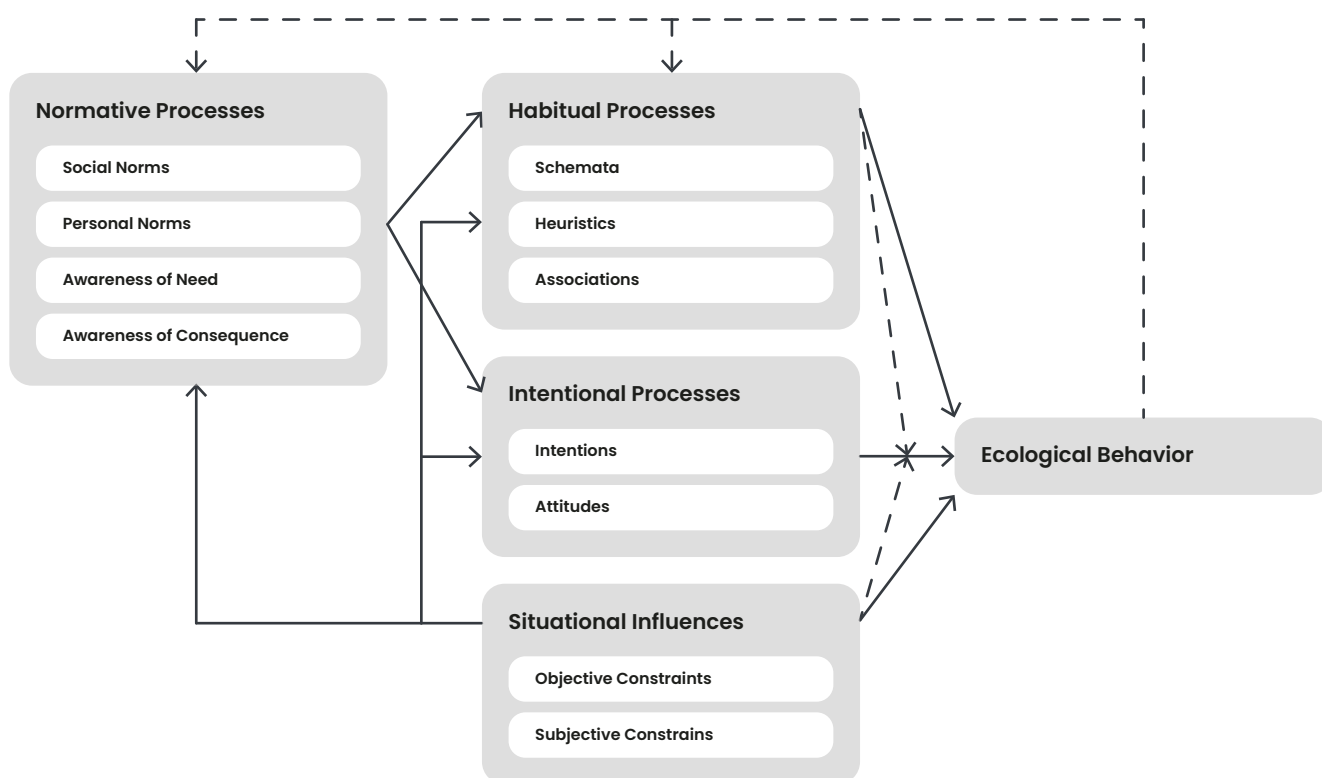 Normative Processes
Social Norms
Personal Norms
Awareness of Need
Awareness of Consequence
Habitual Processes
Schemata
Heuristics
Associations
Intentional Processes
Intentions
Attitudes
Situational Influences
Objective Constraints
Subjective Constrains
Ecological Behavior